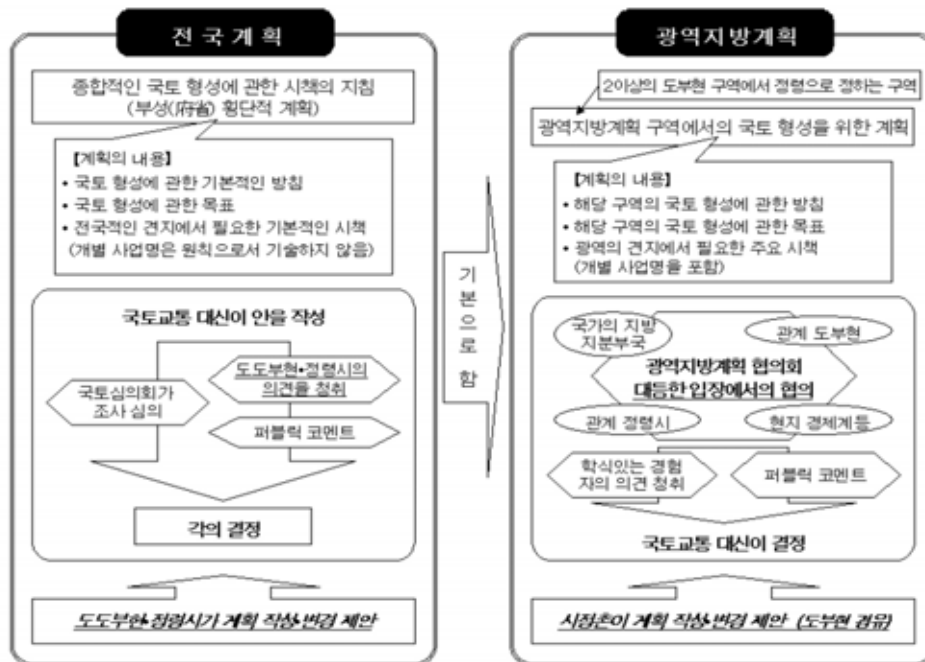 전국계획
종합적인 국토 형성에 관한 시책의 지침
(부성(府省) 횡단적 계획)
【계획의 내용】
• 국토 형성에 관한 기본적인 방침
• 국토 형성에 관한 목표
• 전국적인 견지에서 필요한 기본적인 시책
(개별 사업명은 원칙으로서 기술하지 않음)
국토교통 대신이 안을 작성
국토심의회가
조사 심의
도도부현•정령시의
의견을 청취
퍼블릭 코멘트
각의 결정
도도부현•정령시가 계획 작성•변경 제안
기본으로 함
광역지방계획
2이상의 도부현 구역에서 정령으로 정하는 구역
광역지방계획 구역에서의 국토 형성을 위한 계획
【계획의 내용】
• 해당 구역의 국토 형성에 관한 방침
• 해당 구역의 국토 형성에 관한 목표
• 광역의 견지에서 필요한 주요 시책
(개별 사업명을 포함)
국가의 지방
지분부국
관계 도부현
광역지방계획 협의회
대등한 입장에서의 협의
관계 정령시
현지 경제계등
학식있는 경험
자의 의견 청취
퍼블릭 코멘트
국토교통 대신이 결정
시정촌이 계획 작성•변경 제안 (도부현 경유)